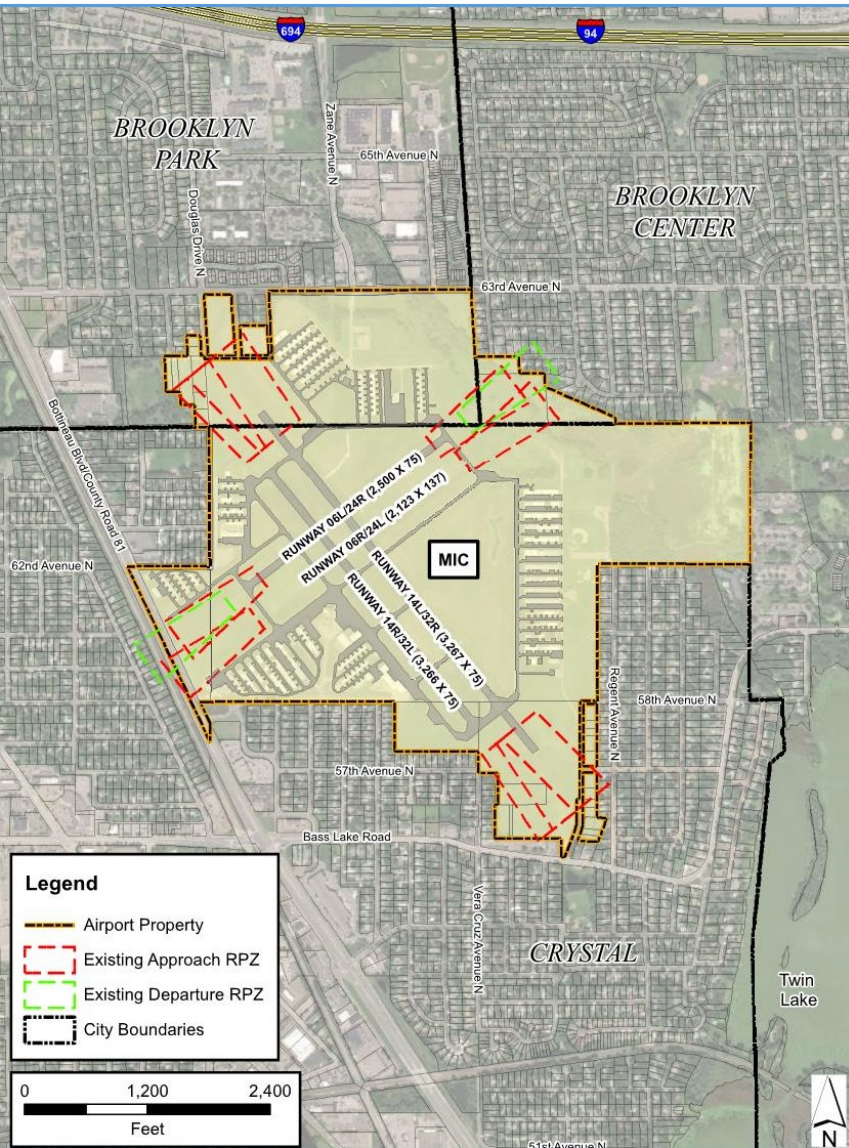 694
94
BROOKLYN
PARK
Zane Avenue N
65th Avenue N
Douglas Drive N
BROOKLYN
CENTER
63rd Avenue N
Bottineau Blvd/County Road 81
RUNWAY 06L/24R (2,500 X 75)
RUNWAY 06R/24L (2,123 X 137)
MIC
62nd Avenue N
RUNWAY 14L/32R (3,267 X 75)
RUNWAY 14R/32L (3,266 X 75)
Regent Avenue N
58th Avenue N
57th Avenue N
Bass Lake Road
Vera Cruz Avenue N
CRYSTAL
Twin
Lake
Legend
Airport Property
Existing Approach RPZ
Existing Departure RPZ
City Boundaries
0 1,200 2,400
Feet
51st Avenue N
N